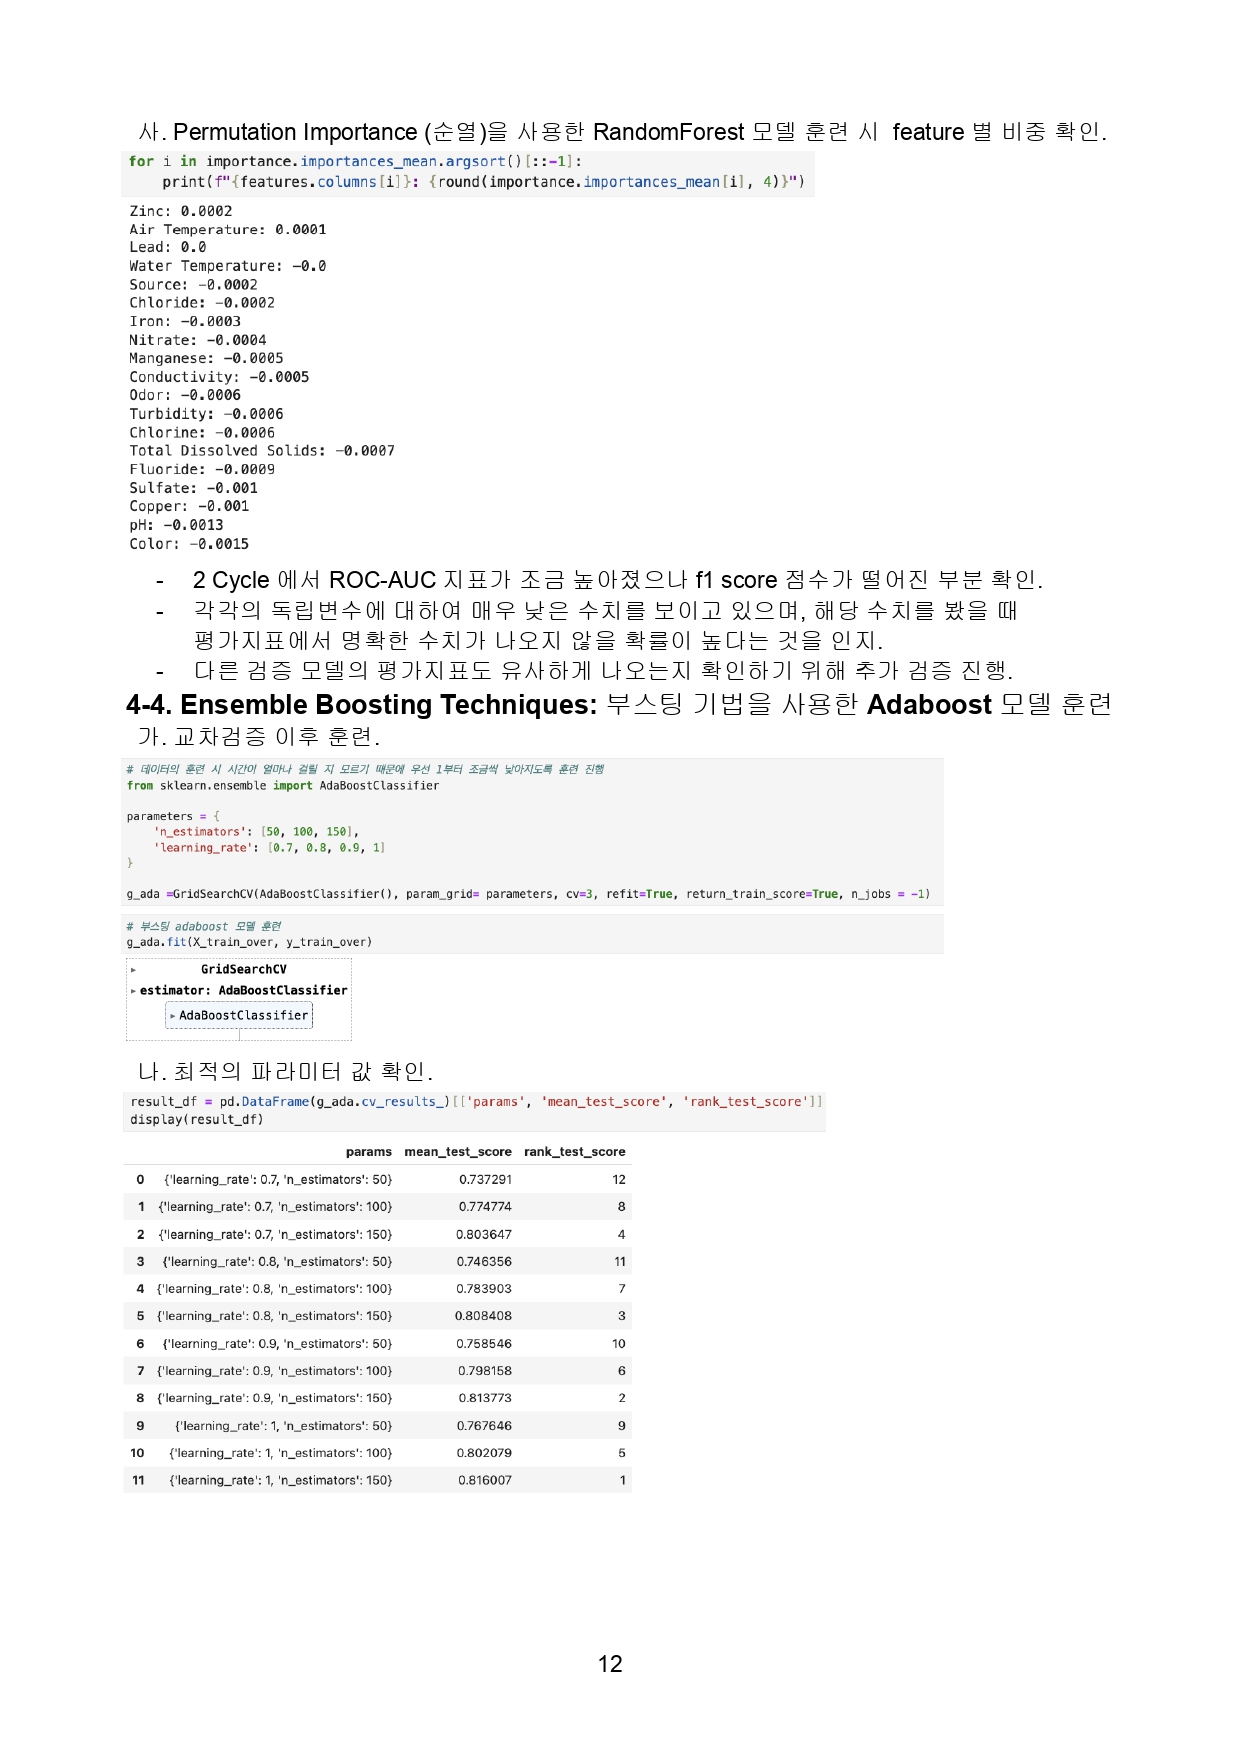 사. Permutation Importance (순열)을 사용한 RandomForest 모델 훈련 시 feature 별 비중 확인.
for i in importance.importances_mean.argsort()[::-1]:
    print(f"{features.columns[i]}: {round(importance.importances_mean[i], 4)}")
Zinc: 0.0002
Air Temperature: 0.0001
Lead: 0.0
Water Temperature: -0.0
Source: -0.0002
Chloride: -0.0002
Iron: -0.0003
Nitrate: -0.0004
Manganese: -0.0005
Conductivity: -0.0005
Odor: -0.0006
Turbidity: -0.0006
Chlorine: -0.0006
Total Dissolved Solids: -0.0007
Fluoride: -0.0009
Sulfate: -0.001
Copper: -0.001
pH: -0.0013
Color: -0.0015
- 2 Cycle 에서 ROC-AUC 지표가 조금 높아졌으나 f1 score 점수가 떨어진 부분 확인.
- 각각의 독립변수에 대하여 매우 낮은 수치를 보이고 있으며, 해당 수치를 봤을 때
평가지표에서 명확한 수치가 나오지 않을 확률이 높다는 것을 인지.
- 다른 검증 모델의 평가지표도 유사하게 나오는지 확인하기 위해 추가 검증 진행.
4-4. Ensemble Boosting Techniques: 부스팅 기법을 사용한 Adaboost 모델 훈련
가. 교차검증 이후 훈련.
# 데이터의 훈련 시 시간이 얼마나 걸릴 지 모르기 때문에 우선 1부터 조금씩 낮아지도록 훈련 진행
from sklearn.ensemble import AdaBoostClassifier
parameters = {
    'n_estimators': [50, 100, 150],
    'learning_rate': [0.7, 0.8, 0.9, 1]
}
g_ada =GridSearchCV(AdaBoostClassifier(), param_grid= parameters, cv=3, refit=True, return_train_score=True, n_jobs = -1)
# 부스팅 adaboost 모델 훈련
g_ada.fit(X_train_over, y_train_over)
▸ GridSearchCV
▸ estimator: AdaBoostClassifier
▸ AdaBoostClassifier
나. 최적의 파라미터 값 확인.
result_df = pd.DataFrame(g_ada.cv_results_)[['params', 'mean_test_score', 'rank_test_score']]
display(result_df)
params mean_test_score rank_test_score
0 {'learning_rate': 0.7, 'n_estimators': 50} 0.737291 12
1 {'learning_rate': 0.7, 'n_estimators': 100} 0.774774 8
2 {'learning_rate': 0.7, 'n_estimators': 150} 0.803647 4
3 {'learning_rate': 0.8, 'n_estimators': 50} 0.746356 11
4 {'learning_rate': 0.8, 'n_estimators': 100} 0.783903 7
5 {'learning_rate': 0.8, 'n_estimators': 150} 0.808408 3
6 {'learning_rate': 0.9, 'n_estimators': 50} 0.758546 10
7 {'learning_rate': 0.9, 'n_estimators': 100} 0.798158 6
8 {'learning_rate': 0.9, 'n_estimators': 150} 0.813773 2
9 {'learning_rate': 1, 'n_estimators': 50} 0.767646 9
10 {'learning_rate': 1, 'n_estimators': 100} 0.802079 5
11 {'learning_rate': 1, 'n_estimators': 150} 0.816007 1
12